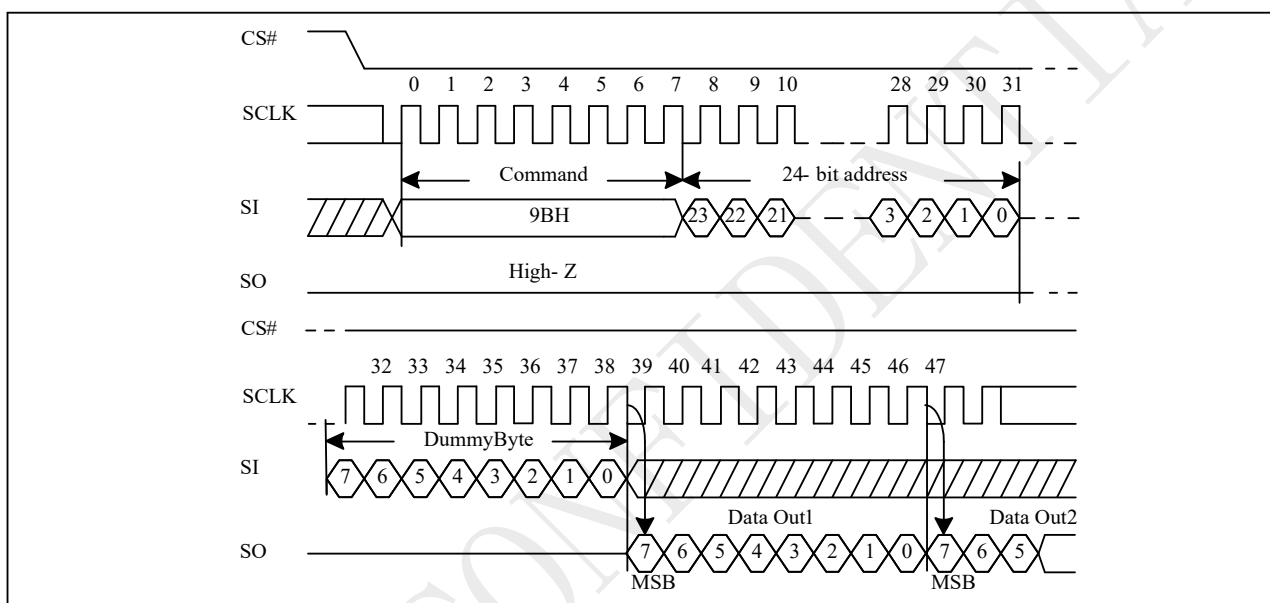 CS#
0 1 2 3 4 5 6 7 8 9 10 28 29 30 31
SCLK
Command 24- bit address
SI 9BH 23 22 21 3 2 1 0
High- Z
SO
CS#
32 33 34 35 36 37 38 39 40 41 42 43 44 45 46 47
SCLK
DummyByte
SI 7 6 5 4 3 2 1 0
Data Out1 Data Out2
SO 7 6 5 4 3 2 1 0 7 6 5
MSB MSB